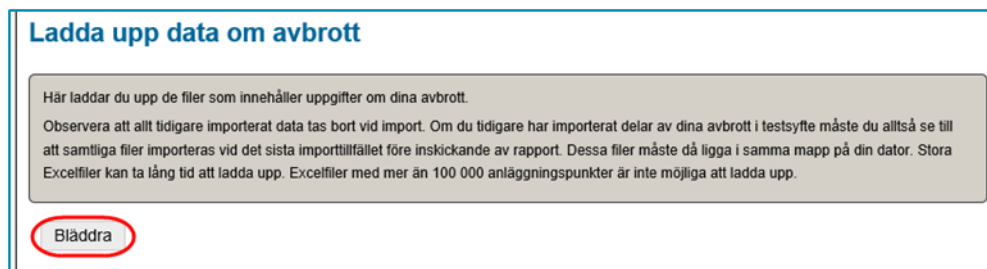 Ladda upp data om avbrott
Här laddar du upp de filer som innehåller uppgifter om dina avbrott.
Observera att allt tidigare importerat data tas bort vid import. Om du tidigare har importerat delar av dina avbrott i testsyfte måste du alltså se till
att samtliga filer importeras vid det sista importtillfället före inskickande av rapport. Dessa filer måste då ligga i samma mapp på din dator. Stora
Excelfiler kan ta lång tid att ladda upp. Excelfiler med mer än 100 000 anläggningspunkter är inte möjliga att ladda upp.
Bläddra